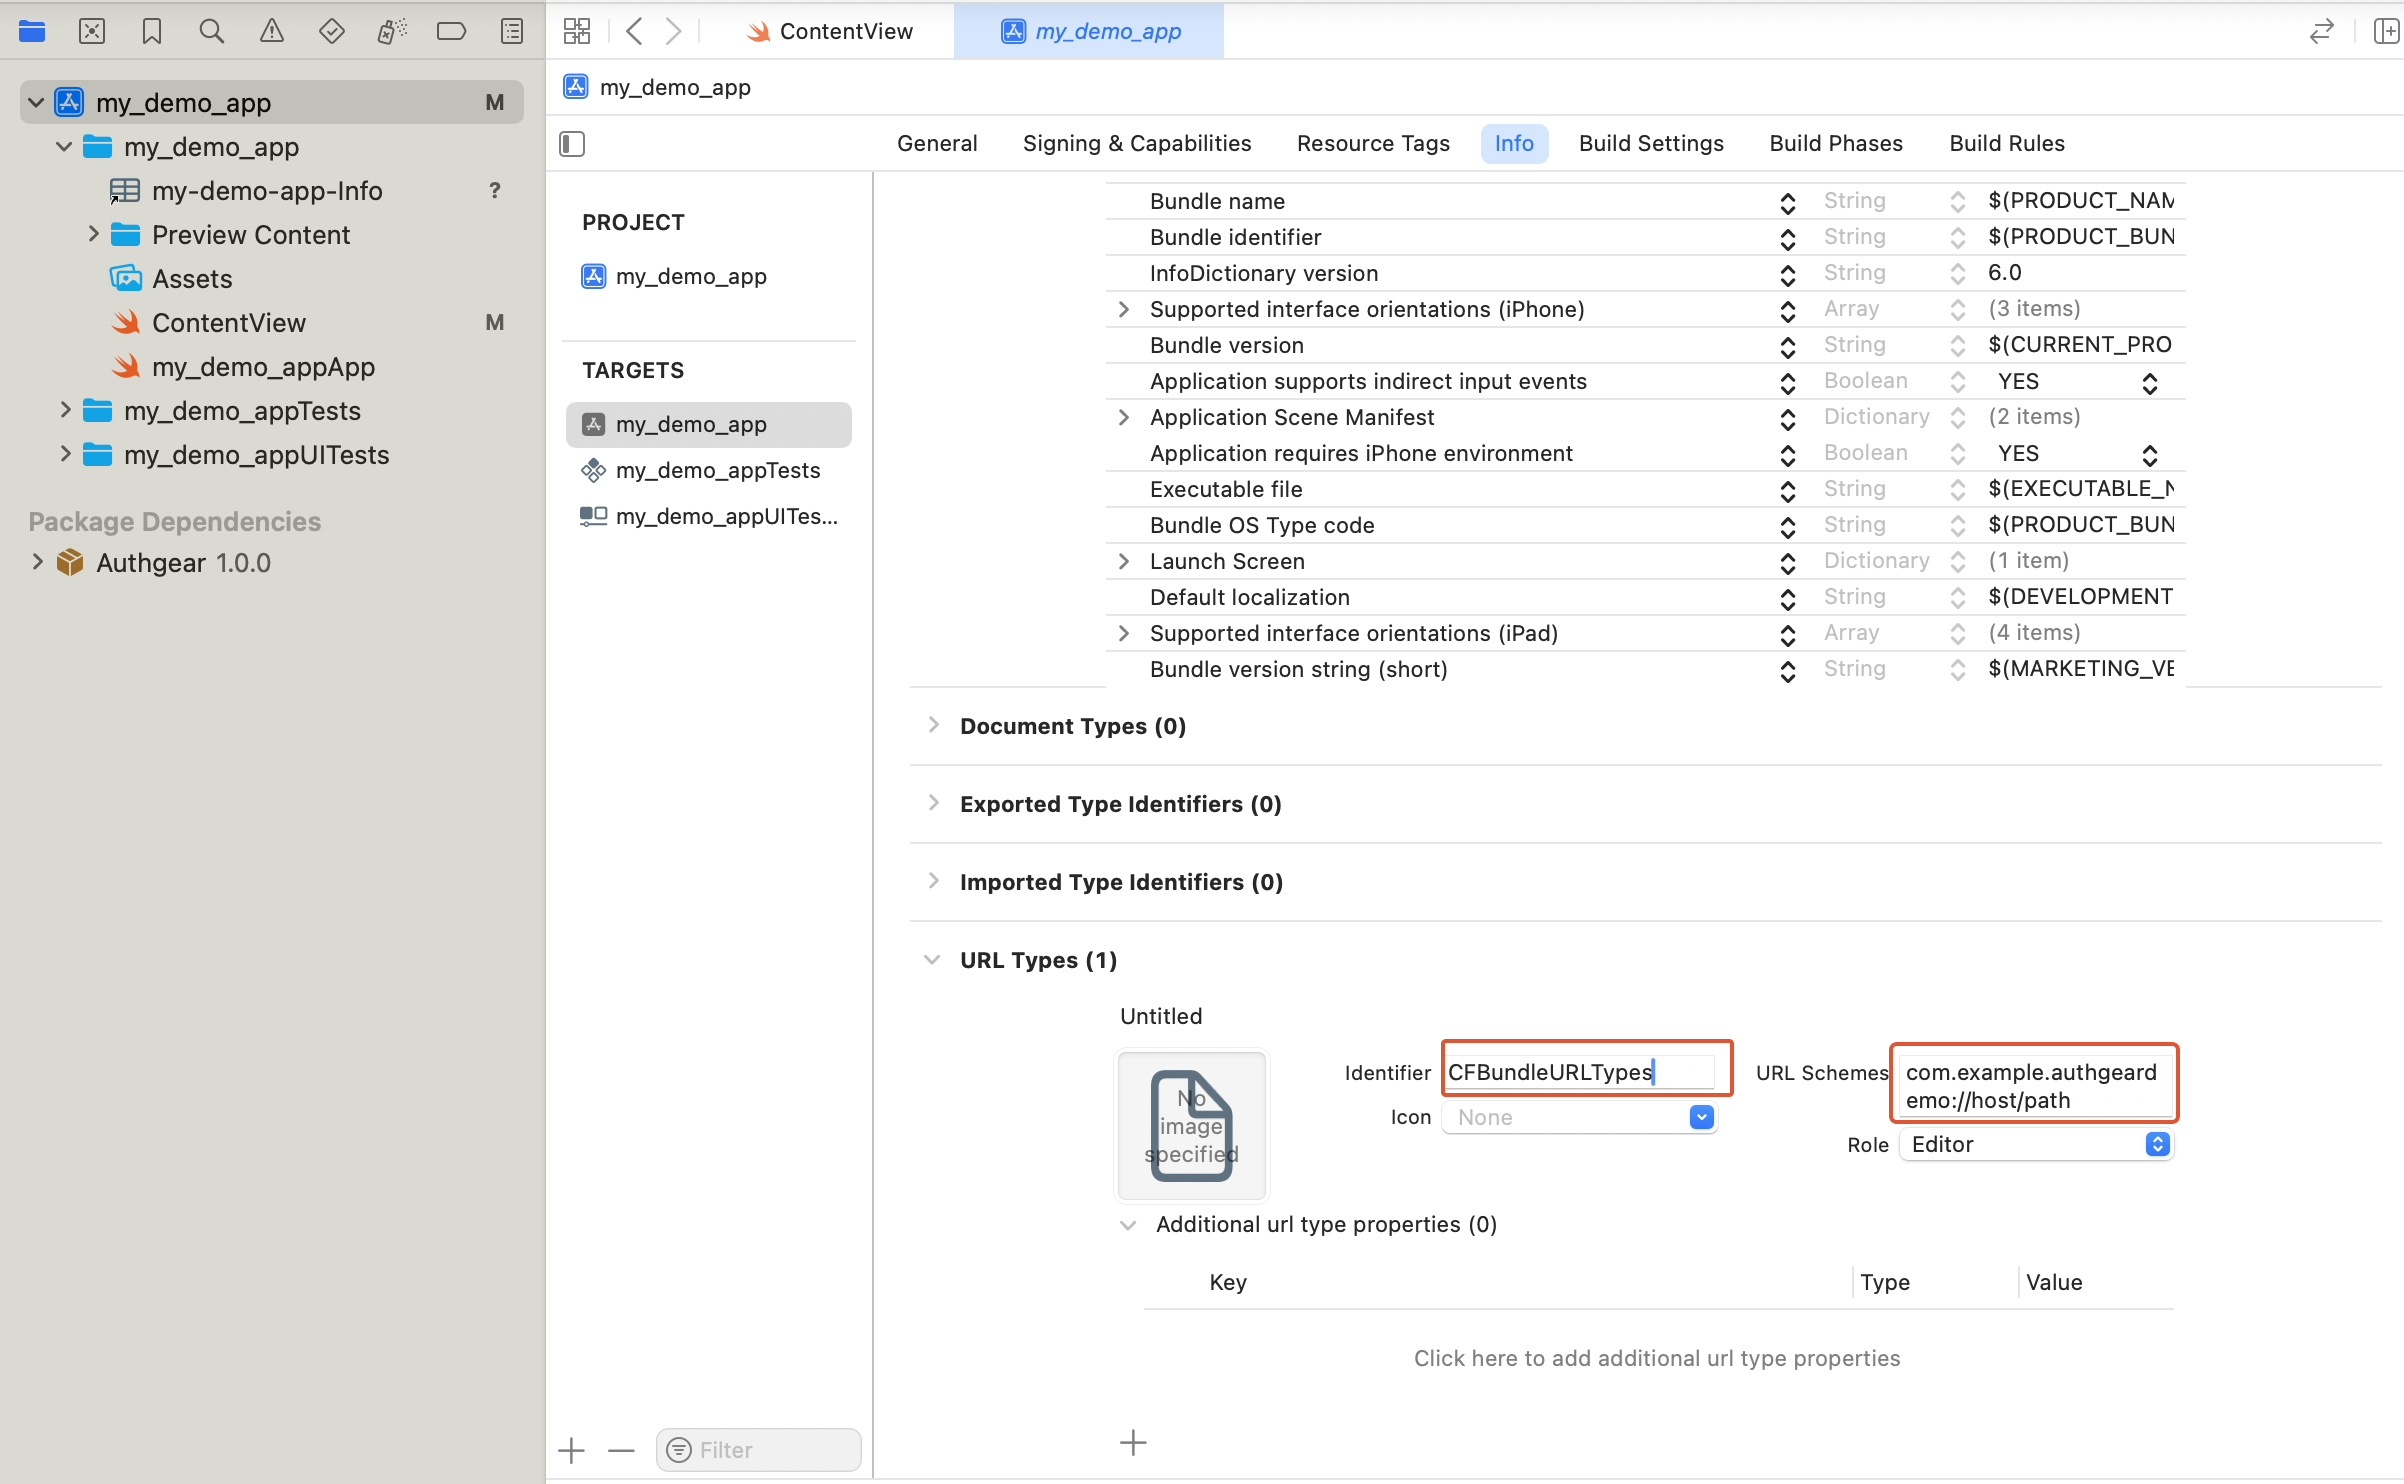 ContentView
my_demo_app
my_demo_app M
my_demo_app
my-demo-app-Info ?
Preview Content
Assets
ContentView M
my_demo_appApp
my_demo_appTests
my_demo_appUITests
Package Dependencies
Authgear 1.0.0
my_demo_app
General Signing & Capabilities Resource Tags Info Build Settings Build Phases Build Rules
PROJECT
my_demo_app
TARGETS
my_demo_app
my_demo_appTests
my_demo_appUITes...
Filter
Bundle name String $(PRODUCT_NAM
Bundle identifier String $(PRODUCT_BUN
InfoDictionary version String 6.0
Supported interface orientations (iPhone) Array (3 items)
Bundle version String $(CURRENT_PRO
Application supports indirect input events Boolean YES
Application Scene Manifest Dictionary (2 items)
Application requires iPhone environment Boolean YES
Executable file String $(EXECUTABLE_N
Bundle OS Type code String $(PRODUCT_BUN
Launch Screen Dictionary (1 item)
Default localization String $(DEVELOPMENT
Supported interface orientations (iPad) Array (4 items)
Bundle version string (short) String $(MARKETING_VE
Document Types (0)
Exported Type Identifiers (0)
Imported Type Identifiers (0)
URL Types (1)
Untitled
No
image
specified
Identifier CFBundleURLTypes
Icon None
URL Schemes com.example.authgeard
emo://host/path
Role Editor
Additional url type properties (0)
Key Type Value
Click here to add additional url type properties